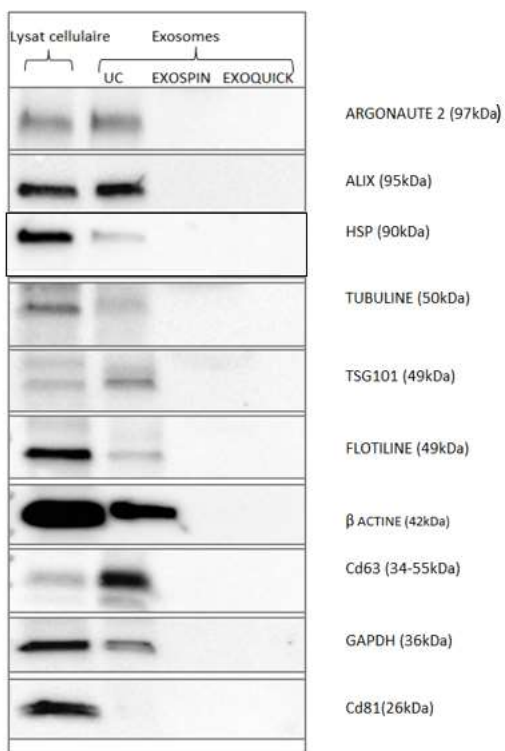 Lysat cellulaire Exosomes
UC EXOSPIN EXOQUICK
ARGONAUTE 2 (97kDa)
ALIX (95kDa)
HSP (90kDa)
TUBULINE (50kDa)
TSG101 (49kDa)
FLOTILINE (49kDa)
β ACTINE (42kDa)
Cd63 (34-55kDa)
GAPDH (36kDa)
Cd81(26kDa)